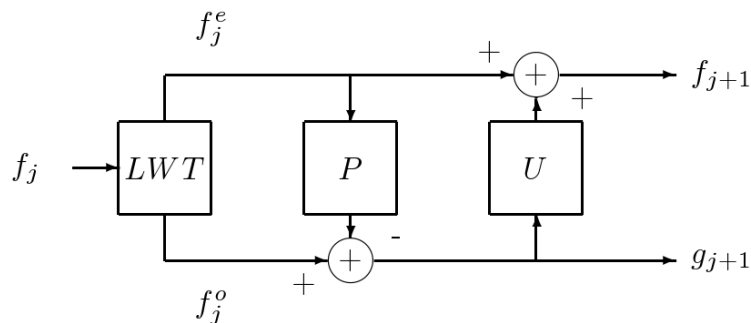 f_j^e
+ + f_{j+1}
+
f_j LWT P U
-
+ + g_{j+1}
f_j^o